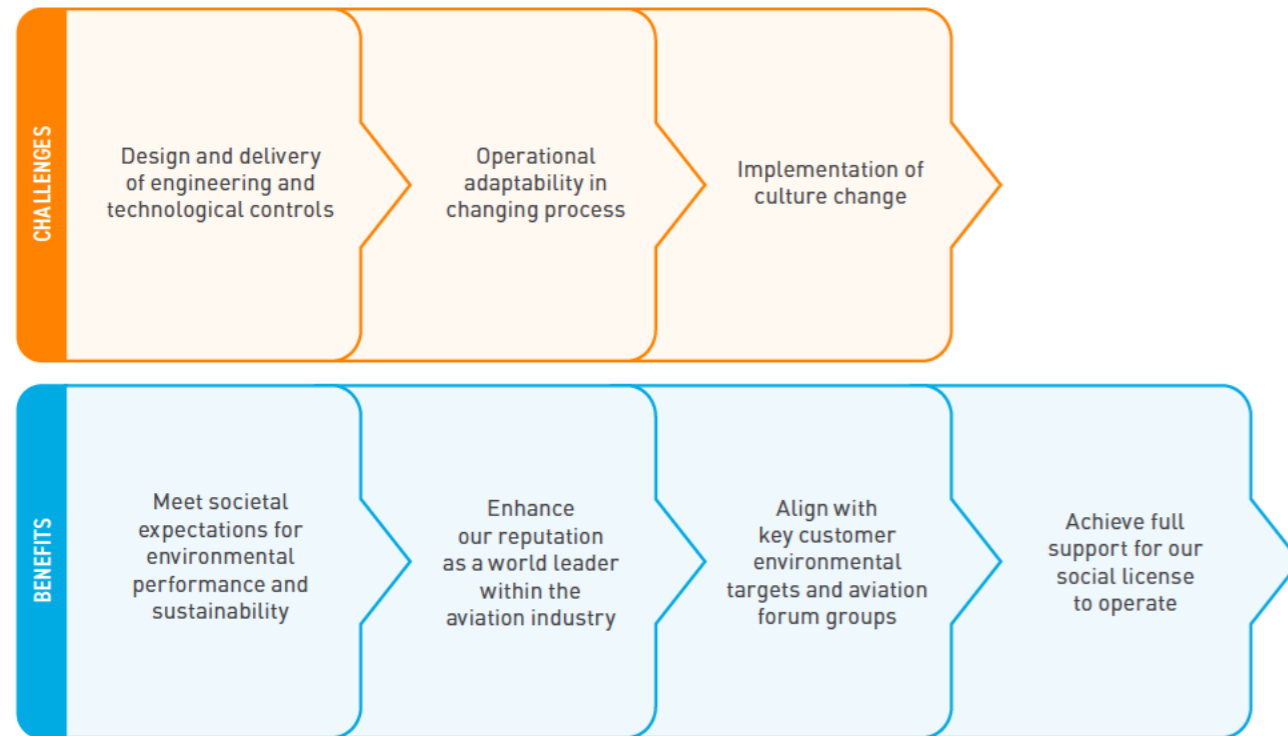 CHALLENGES
Design and delivery
of engineering and
technological controls
Operational
adaptability in
changing process
Implementation of
culture change
BENEFITS
Meet societal
expectations for
environmental
performance and
sustainability
Enhance
our reputation
as a world leader
within the
aviation industry
Align with
key customer
environmental
targets and aviation
forum groups
Achieve full
support for our
social license
to operate